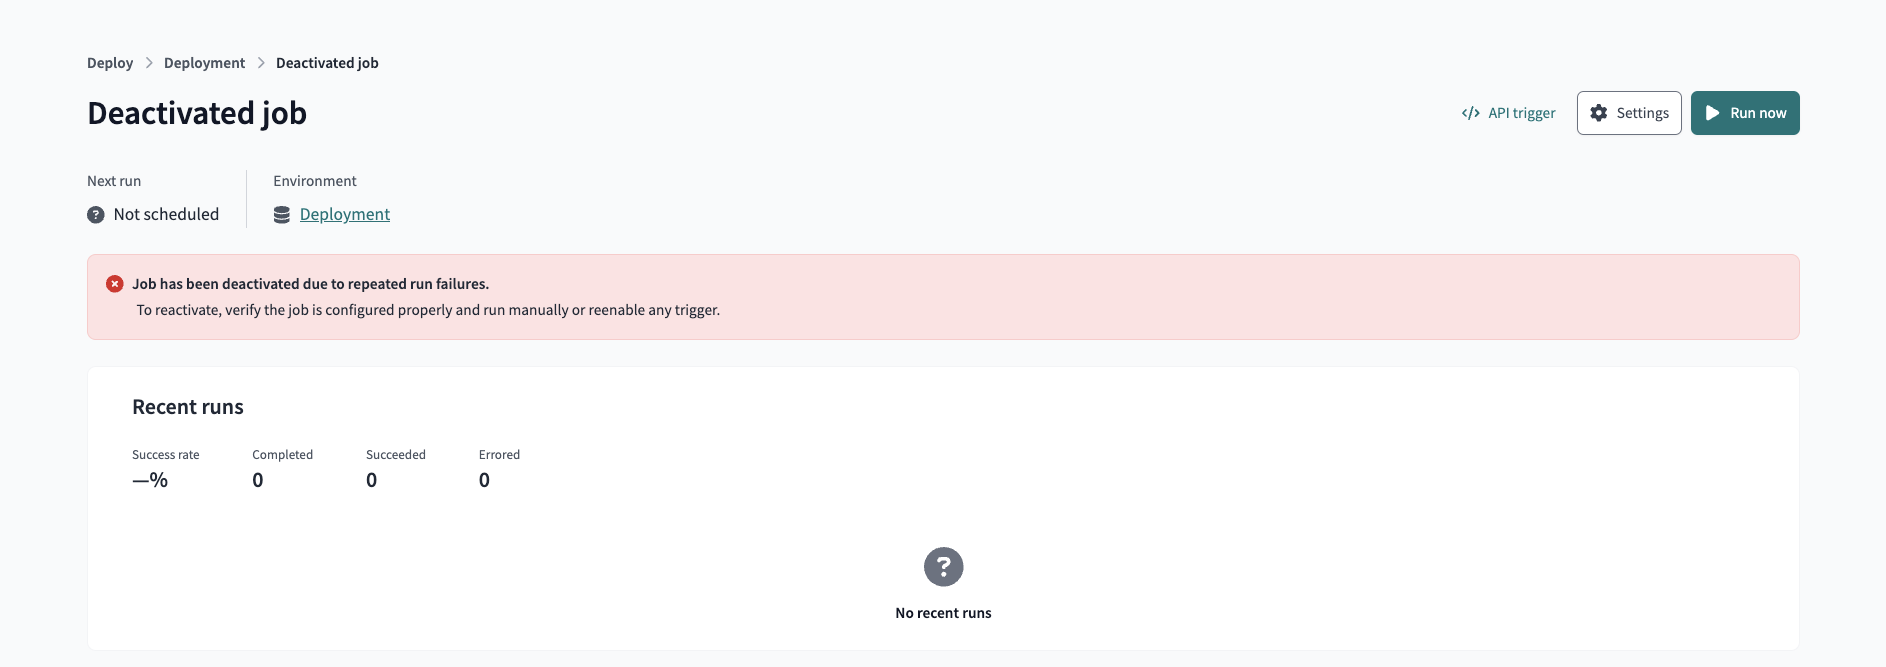 Deploy > Deployment > Deactivated job
Deactivated job
</> API trigger
Settings
Run now
Next run
Environment
? Not scheduled
Deployment
Job has been deactivated due to repeated run failures.
To reactivate, verify the job is configured properly and run manually or reenable any trigger.
Recent runs
Success rate Completed Succeeded Errored
—% 0 0 0
?
No recent runs